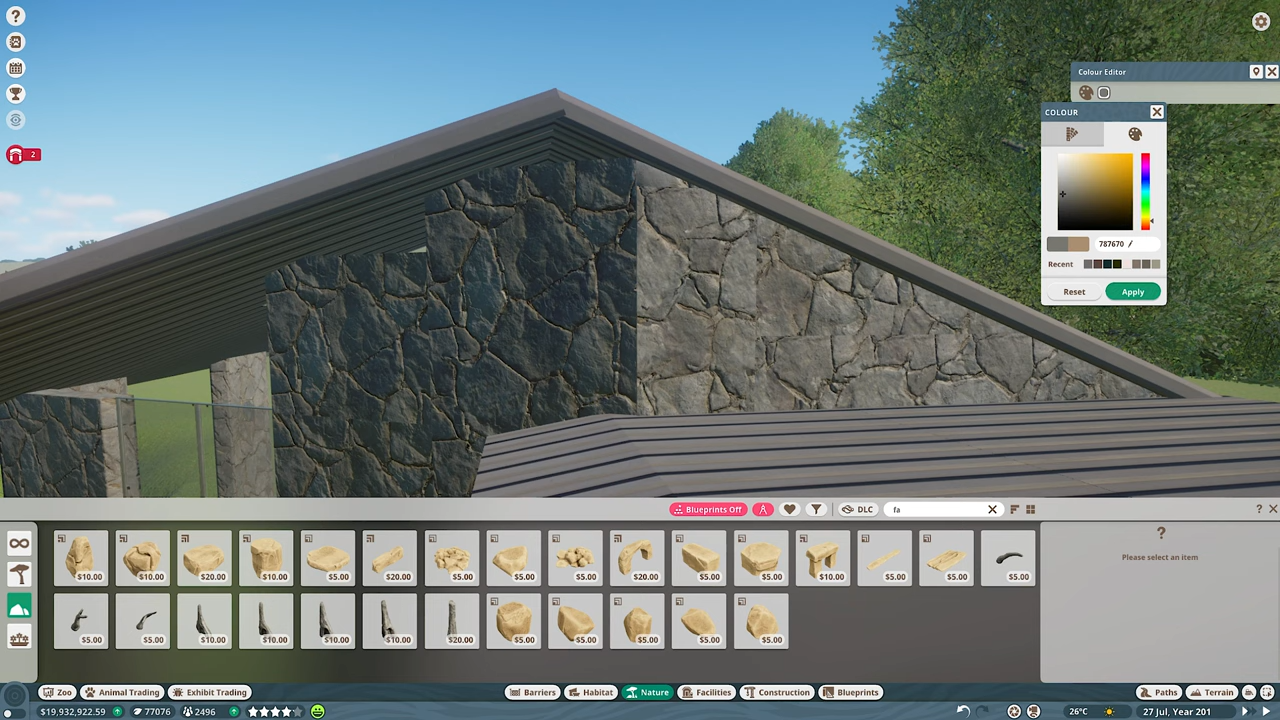 ?
2
Colour Editor
COLOUR
787670
Recent
Reset
Apply
Blueprints Off
DLC
fa
?
$10.00 $10.00 $20.00 $10.00 $5.00 $20.00 $5.00 $5.00 $5.00 $20.00 $5.00 $5.00 $10.00 $5.00 $5.00 $5.00
$5.00 $5.00 $10.00 $10.00 $10.00 $10.00 $20.00 $5.00 $5.00 $5.00 $5.00 $5.00
?
Please select an item
Zoo Animal Trading Exhibit Trading Barriers Habitat Nature Facilities Construction Blueprints Paths Terrain
$19,932,922.59 77076 2496 26°C 27 Jul, Year 201